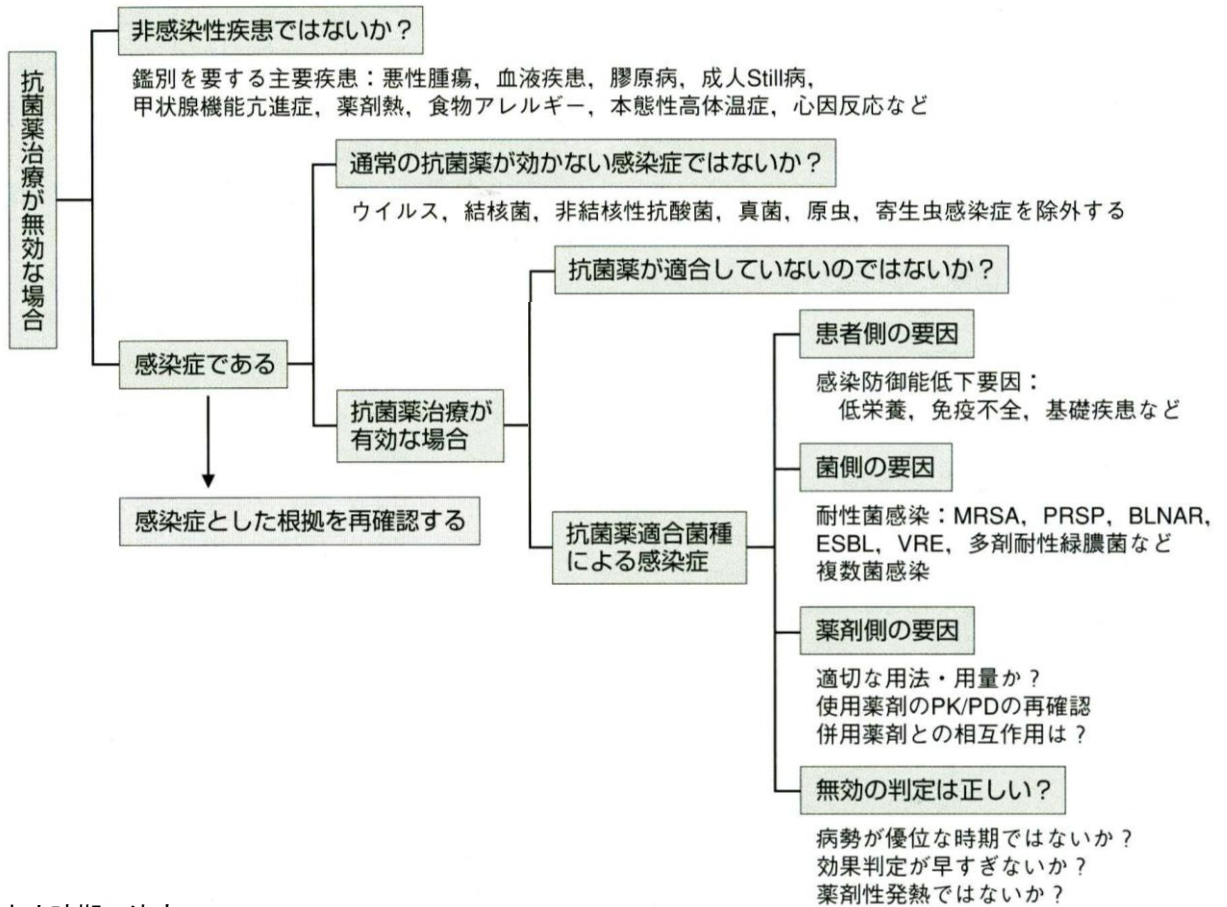 抗菌薬治療が無効な場合
非感染性疾患ではないか？
鑑別を要する主要疾患：悪性腫瘍，血液疾患，膠原病，成人Still病，
甲状腺機能亢進症，薬剤熱，食物アレルギー，本態性高体温症，心因反応など
感染症である
感染症とした根拠を再確認する
通常の抗菌薬が効かない感染症ではないか？
ウイルス，結核菌，非結核性抗酸菌，真菌，原虫，寄生虫感染症を除外する
抗菌薬治療が
有効な場合
抗菌薬が適合していないのではないか？
抗菌薬適合菌種
による感染症
患者側の要因
感染防御能低下要因：
低栄養，免疫不全，基礎疾患など
菌側の要因
耐性菌感染：MRSA，PRSP，BLNAR，
ESBL，VRE，多剤耐性緑膿菌など
複数菌感染
薬剤側の要因
適切な用法・用量か？
使用薬剤のPK/PDの再確認
併用薬剤との相互作用は？
無効の判定は正しい？
病勢が優位な時期ではないか？
効果判定が早すぎないか？
薬剤性発熱ではないか？